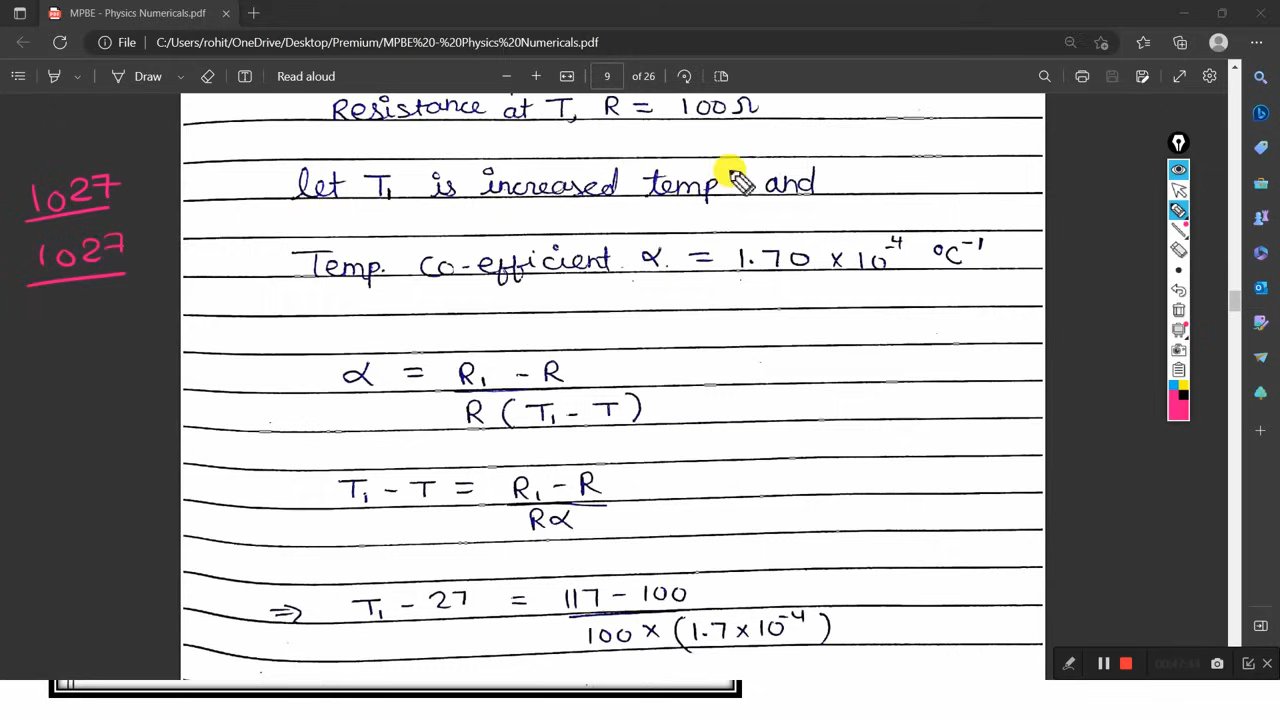 MPBE - Physics Numericals.pdf
File C:/Users/rohit/OneDrive/Desktop/Premium/MPBE%20-%20Physics%20Numericals.pdf
Draw Read aloud 9 of 26
Resistance at T, R = 100Ω
let T₁ is increased temp and
Temp. co-efficient α. = 1.70 × 10⁻⁴ °C⁻¹
α = R₁ - R
R ( T₁ - T )
T₁ - T = R₁ - R
Rα
⇒ T₁ - 27 = 117 - 100
100 × (1.7 × 10⁻⁴ )
1027
1027